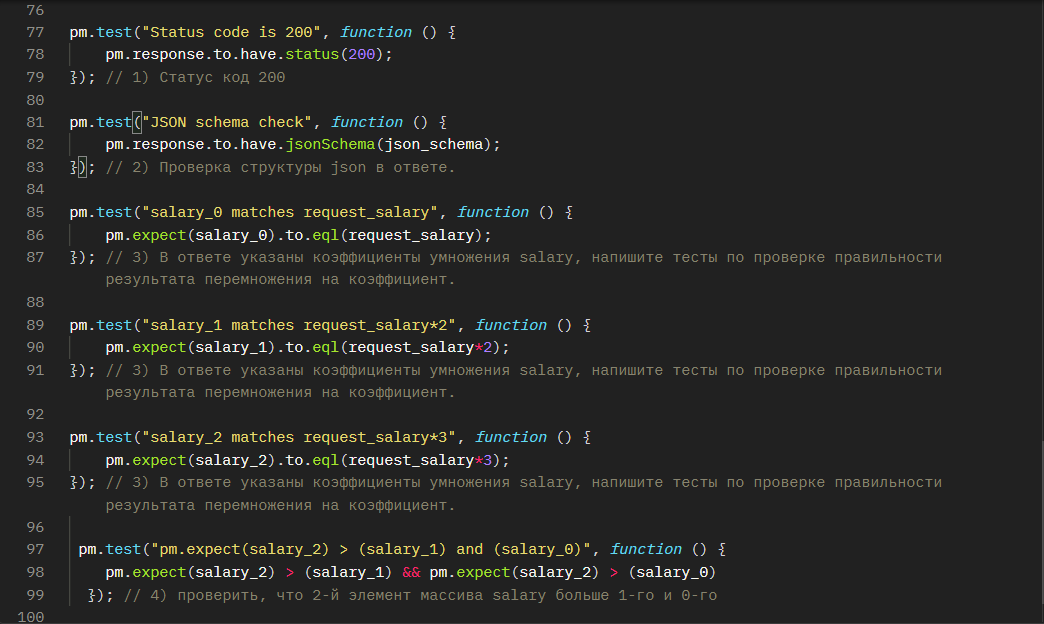 76
77 pm.test("Status code is 200", function () {
78 pm.response.to.have.status(200);
79 }); // 1) Статус код 200
80
81 pm.test("JSON schema check", function () {
82 pm.response.to.have.jsonSchema(json_schema);
83 }); // 2) Проверка структуры json в ответе.
84
85 pm.test("salary_0 matches request_salary", function () {
86 pm.expect(salary_0).to.eql(request_salary);
87 }); // 3) В ответе указаны коэффициенты умножения salary, напишите тесты по проверке правильности
результата перемножения на коэффициент.
88
89 pm.test("salary_1 matches request_salary*2", function () {
90 pm.expect(salary_1).to.eql(request_salary*2);
91 }); // 3) В ответе указаны коэффициенты умножения salary, напишите тесты по проверке правильности
результата перемножения на коэффициент.
92
93 pm.test("salary_2 matches request_salary*3", function () {
94 pm.expect(salary_2).to.eql(request_salary*3);
95 }); // 3) В ответе указаны коэффициенты умножения salary, напишите тесты по проверке правильности
результата перемножения на коэффициент.
96
97 pm.test("pm.expect(salary_2) > (salary_1) and (salary_0)", function () {
98 pm.expect(salary_2) > (salary_1) && pm.expect(salary_2) > (salary_0)
99 }); // 4) проверить, что 2-й элемент массива salary больше 1-го и 0-го
100